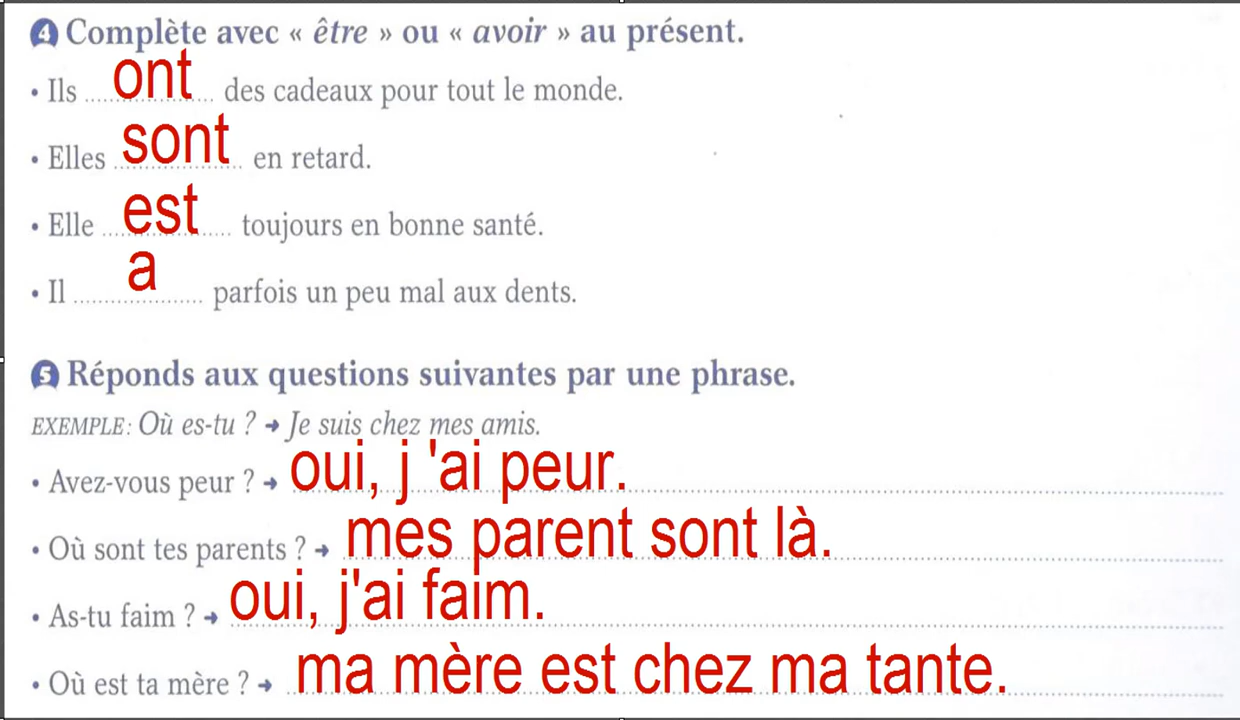 4 Complète avec « être » ou « avoir » au présent.
• Ils ont des cadeaux pour tout le monde.
• Elles sont en retard.
• Elle est toujours en bonne santé.
• Il a parfois un peu mal aux dents.
5 Réponds aux questions suivantes par une phrase.
EXEMPLE: Où es-tu ? → Je suis chez mes amis.
• Avez-vous peur ? → oui, j 'ai peur.
• Où sont tes parents ? → mes parent sont là.
• As-tu faim ? → oui, j'ai faim.
• Où est ta mère ? → ma mère est chez ma tante.